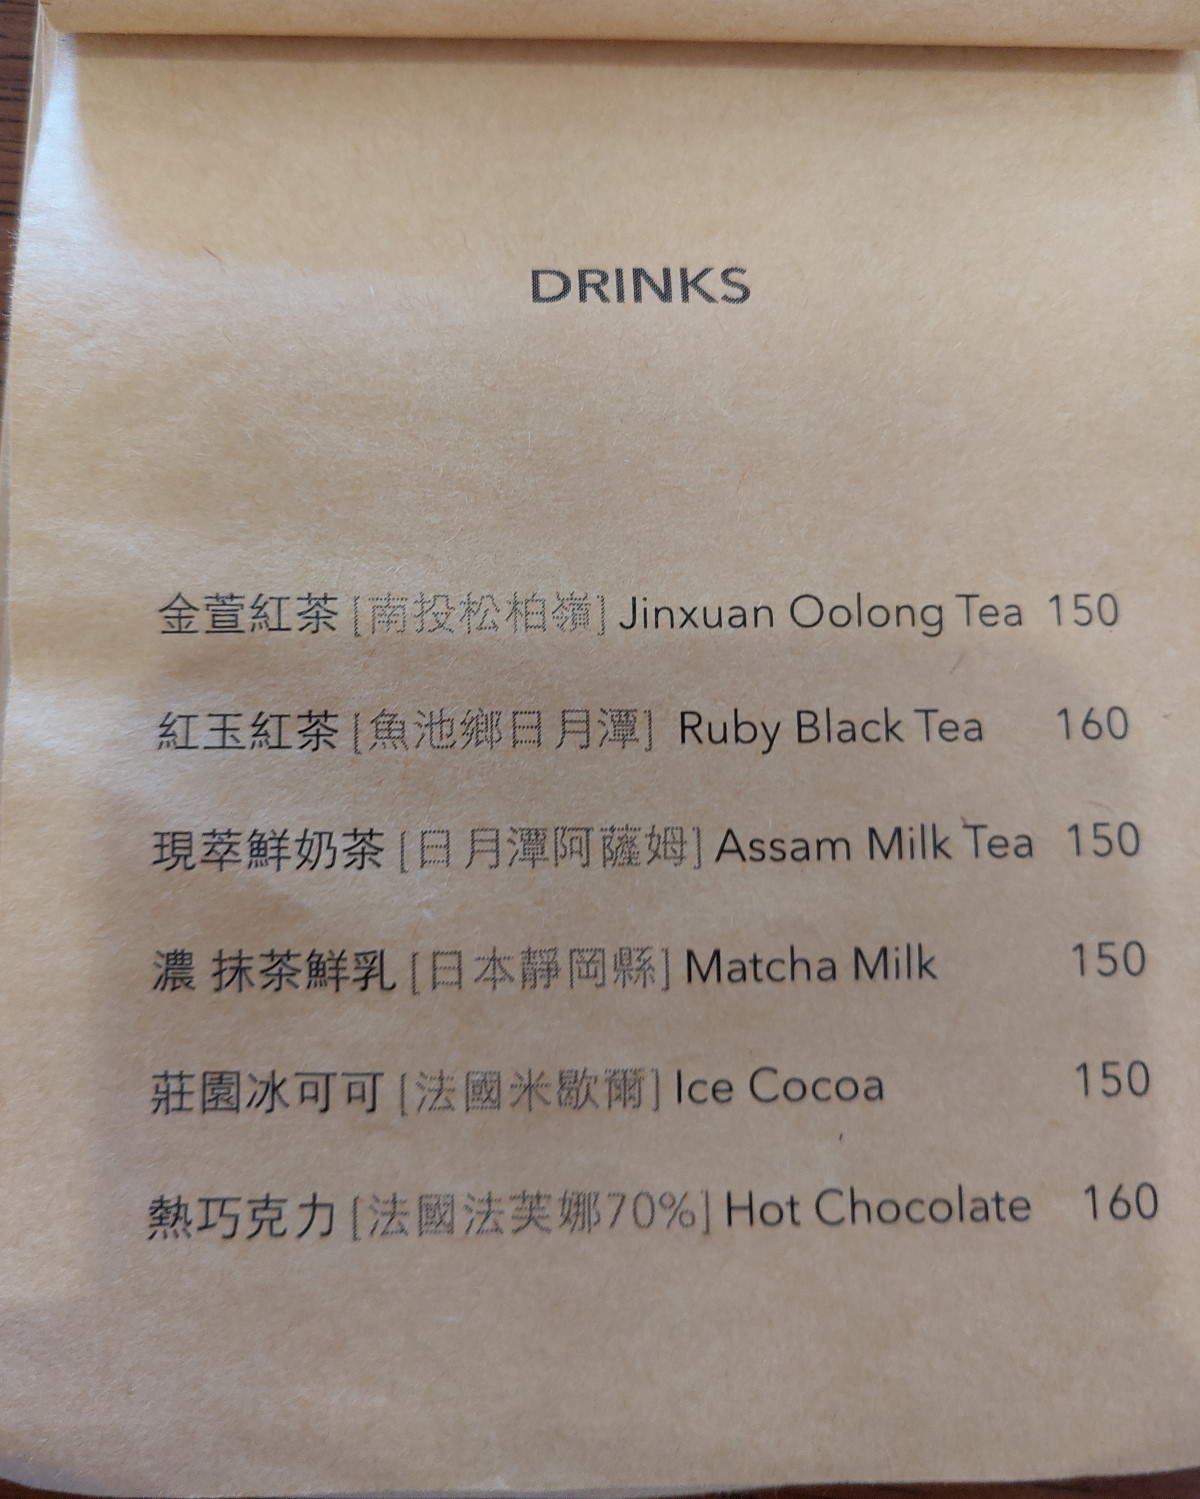 DRINKS
金萱紅茶 [南投松柏嶺] Jinxuan Oolong Tea 150
紅玉紅茶 [魚池鄉日月潭] Ruby Black Tea 160
現萃鮮奶茶 [日月潭阿薩姆] Assam Milk Tea 150
濃 抹茶鮮乳 [日本靜岡縣] Matcha Milk 150
莊園冰可可 [法國米歇爾] Ice Cocoa 150
熱巧克力 [法國法芙娜70%] Hot Chocolate 160